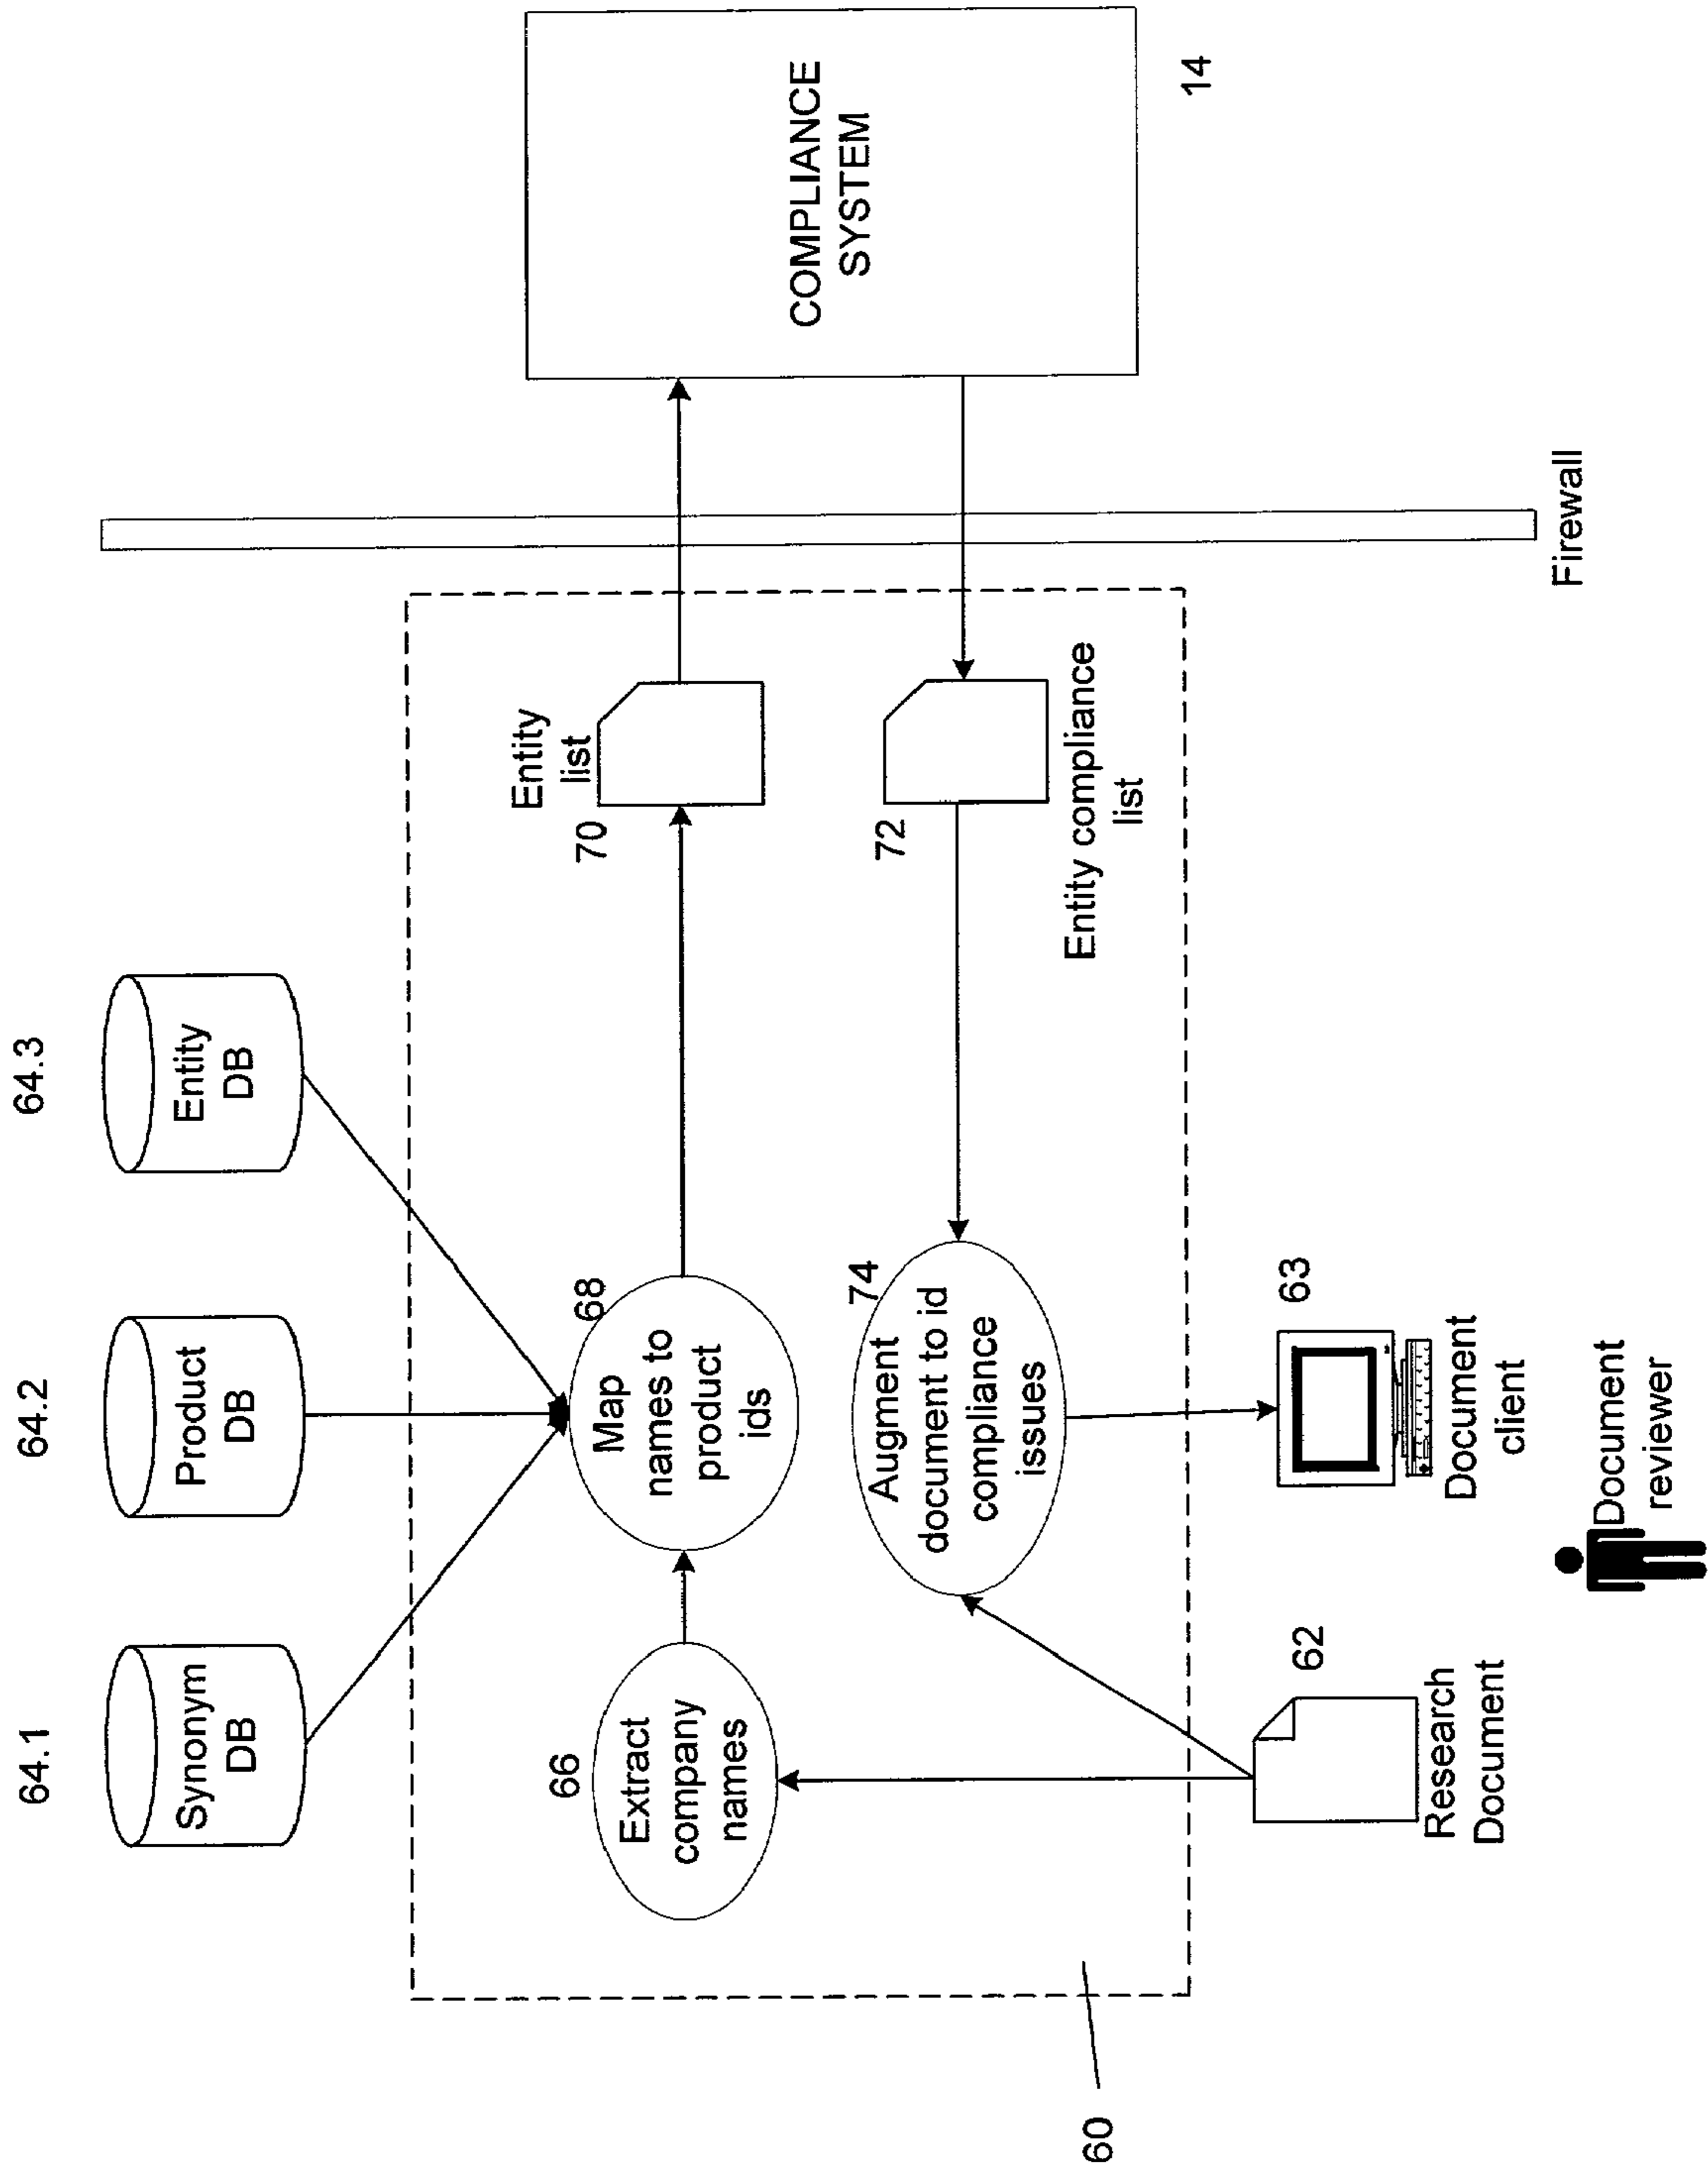 64.1
64.2
64.3
Synonym
DB
Product
DB
Entity
DB
66
Extract
company
names
68
Map
names to
product
ids
Entity
list
70
COMPLIANCE
SYSTEM
14
74
Augment
document to id
compliance
issues
72
Entity compliance
list
60
62
Research
Document
63
Document
client
Document
reviewer
Firewall